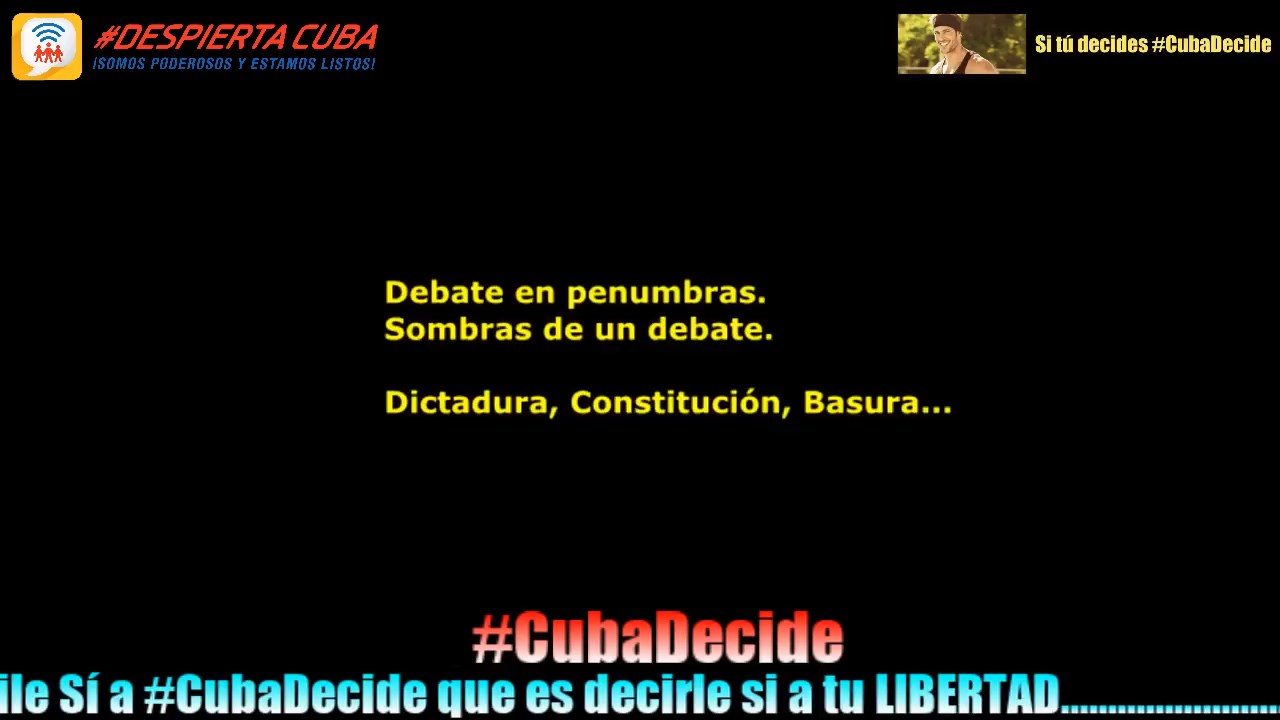 #DESPIERTA CUBA
¡SOMOS PODEROSOS Y ESTAMOS LISTOS!
Si tú decides #CubaDecide
Debate en penumbras.
Sombras de un debate.
Dictadura, Constitución, Basura...
#CubaDecide
ile Sí a #CubaDecide que es decirle si a tu LIBERTAD..............................